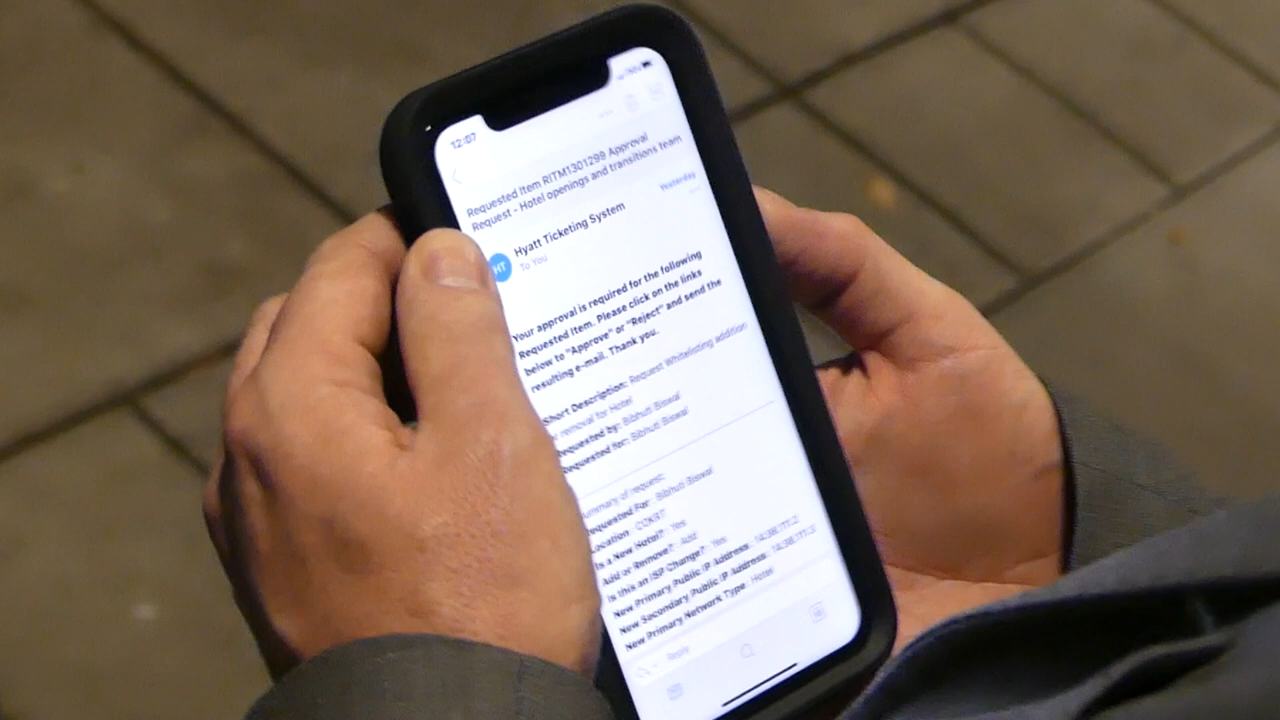 12:07
Requested Item RITM1301299 Approval
Request - Hotel openings and transitions team
Yesterday
HT
Hyatt Ticketing System
To You
Your approval is required for the following
Requested Item. Please click on the links
below to "Approve" or "Reject" and send the
resulting e-mail. Thank you.
Short Description: Request Whitelisting addition
removal for Hotel
equested by: Bibhuti Biswal
equested for: Bibhuti Biswal
ummary of request:
equested For: Bibhuti Biswal
Location:
Is a New Hotel?: Yes
Add or Remove?: Add
Is this an ISP Change?: Yes
New Primary Public IP Address:
New Secondary Public IP Address:
New Primary Network Type: Hotel
Reply